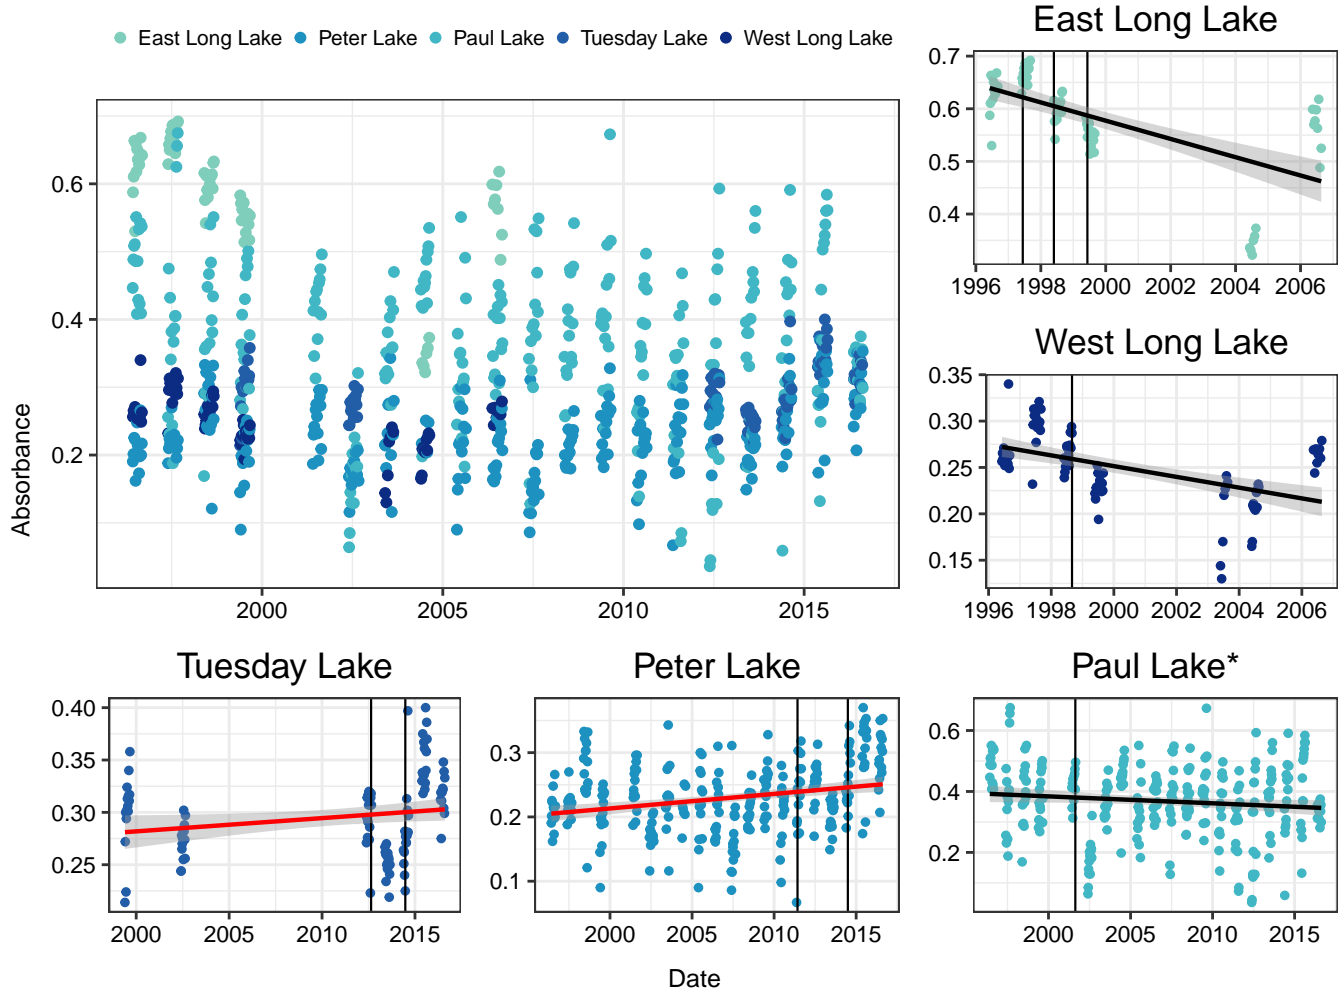 East Long Lake Peter Lake Paul Lake Tuesday Lake West Long Lake
Absorbance
0.6
0.4
0.2
2000 2005 2010 2015
East Long Lake
0.7
0.6
0.5
0.4
1996 1998 2000 2002 2004 2006
West Long Lake
0.35
0.30
0.25
0.20
0.15
1996 1998 2000 2002 2004 2006
Tuesday Lake
0.40
0.35
0.30
0.25
2000 2005 2010 2015
Peter Lake
0.3
0.2
0.1
2000 2005 2010 2015
Paul Lake*
0.6
0.4
0.2
2000 2005 2010 2015
Date